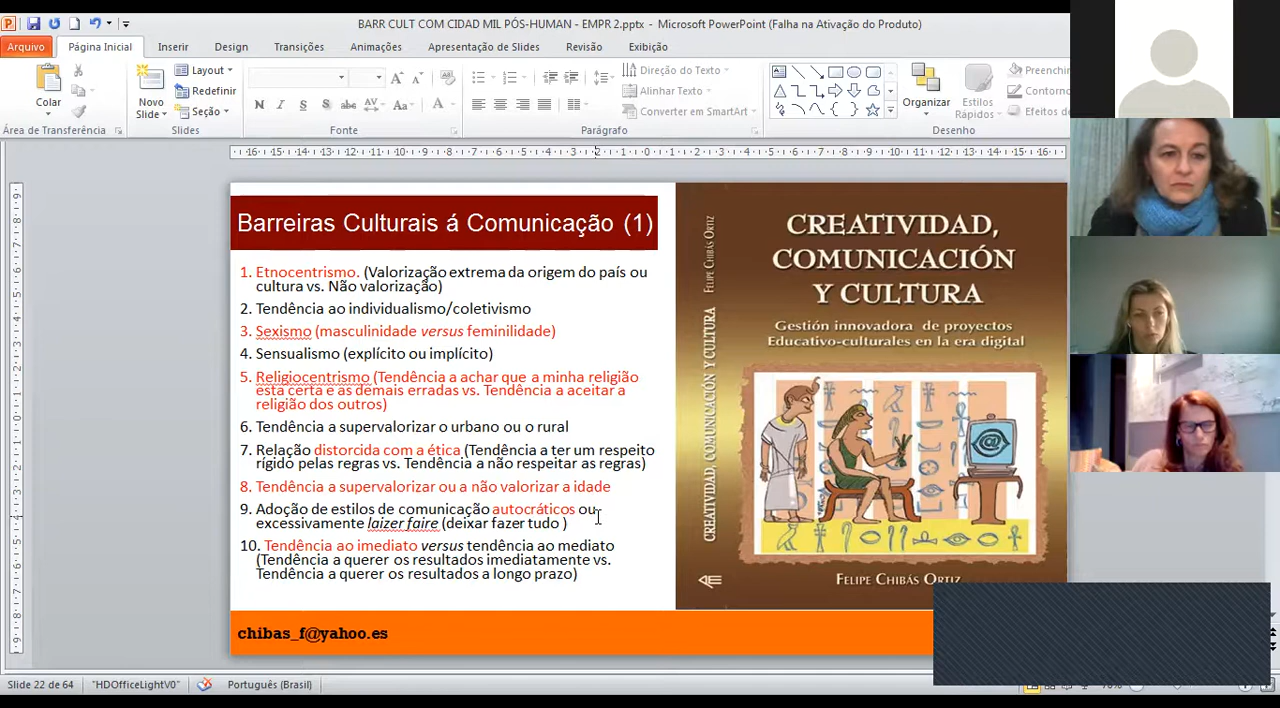 BARR CULT COM CIDAD MIL PÓS-HUMAN - EMPR 2.pptx - Microsoft PowerPoint (Falha na Ativação do Produto)
Arquivo Página Inicial Inserir Design Transições Animações Apresentação de Slides Revisão Exibição
Colar
Novo Slide
Layout
Redefinir
Seção
Direção do Texto
Alinhar Texto
Converter em SmartArt
Organizar
Estilos Rápidos
Preenchir
Contorno
Efeitos d
Área de Transferência Slides Fonte Parágrafo Desenho
Barreiras Culturais á Comunicação (1)
1. Etnocentrismo. (Valorização extrema da origem do país ou
cultura vs. Não valorização)
2. Tendência ao individualismo/coletivismo
3. Sexismo (masculinidade versus feminilidade)
4. Sensualismo (explícito ou implícito)
5. Religiocentrismo (Tendência a achar que a minha religião
esta certa e as demais erradas vs. Tendência a aceitar a
religião dos outros)
6. Tendência a supervalorizar o urbano ou o rural
7. Relação distorcida com a ética (Tendência a ter um respeito
rígido pelas regras vs. Tendência a não respeitar as regras)
8. Tendência a supervalorizar ou a não valorizar a idade
9. Adoção de estilos de comunicação autocráticos ou
excessivamente laizer faire (deixar fazer tudo )
10. Tendência ao imediato versus tendência ao mediato
(Tendência a querer os resultados imediatamente vs.
Tendência a querer os resultados a longo prazo)
chibas_f@yahoo.es
CREATIVIDAD, COMUNICACIÓN Y CULTURA
FELIPE CHIBÁS ORTIZ
CREATIVIDAD,
COMUNICACIÓN
Y CULTURA
Gestión innovadora de proyectos
Educativo-culturales en la era digital
FELIPE CHIBÁS ORTIZ
Slide 22 de 64 "HDOfficeLightV0" Português (Brasil)